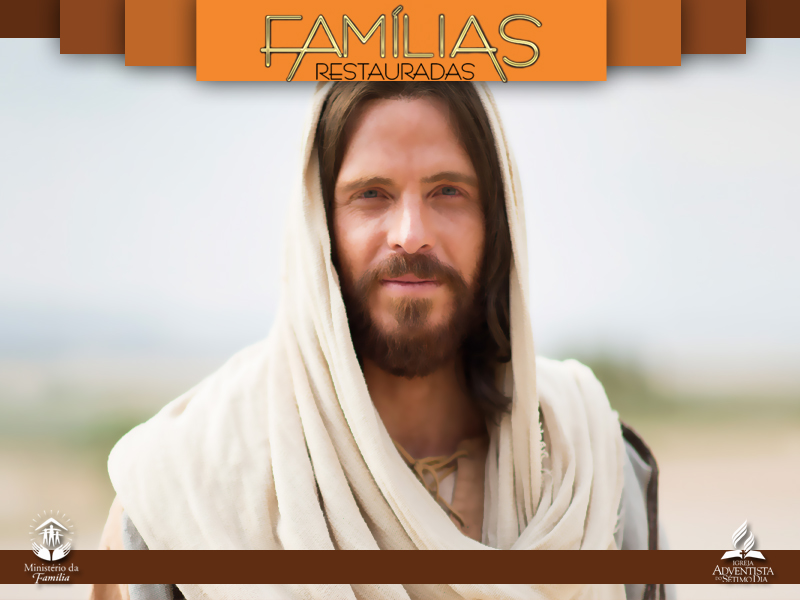 FAMÍLIAS
RESTAURADAS
Ministério da
Família
IGREJA
ADVENTISTA
DO SÉTIMO DIA